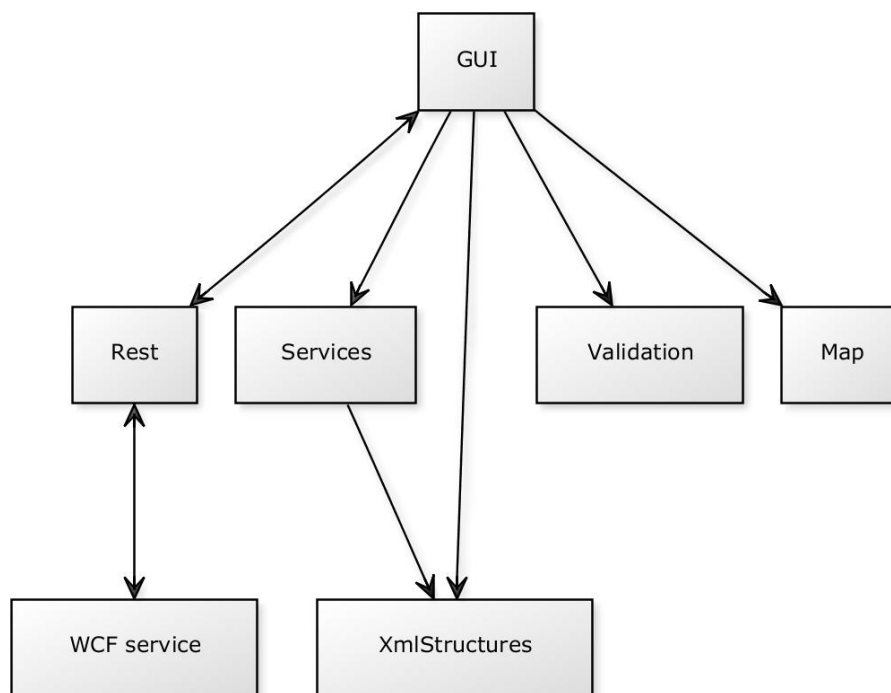 GUI
Rest
Services
Validation
Map
WCF service
XmlStructures